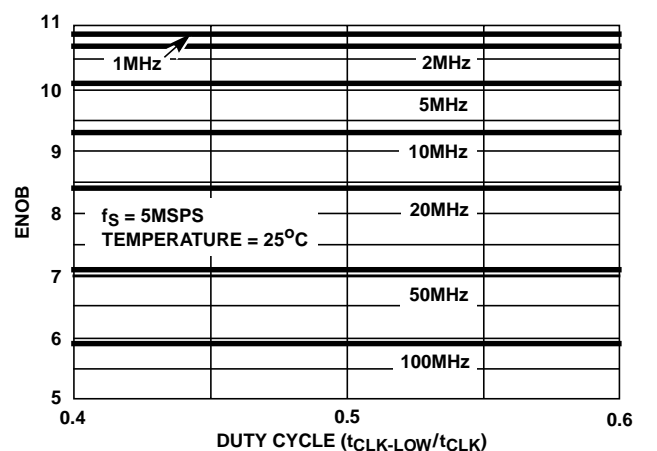 11
1MHz
2MHz
10
5MHz
9
10MHz
ENOB
8
fS = 5MSPS
20MHz
TEMPERATURE = 25°C
7
50MHz
6
100MHz
5
0.4
0.5
0.6
DUTY CYCLE (tCLK-LOW/tCLK)